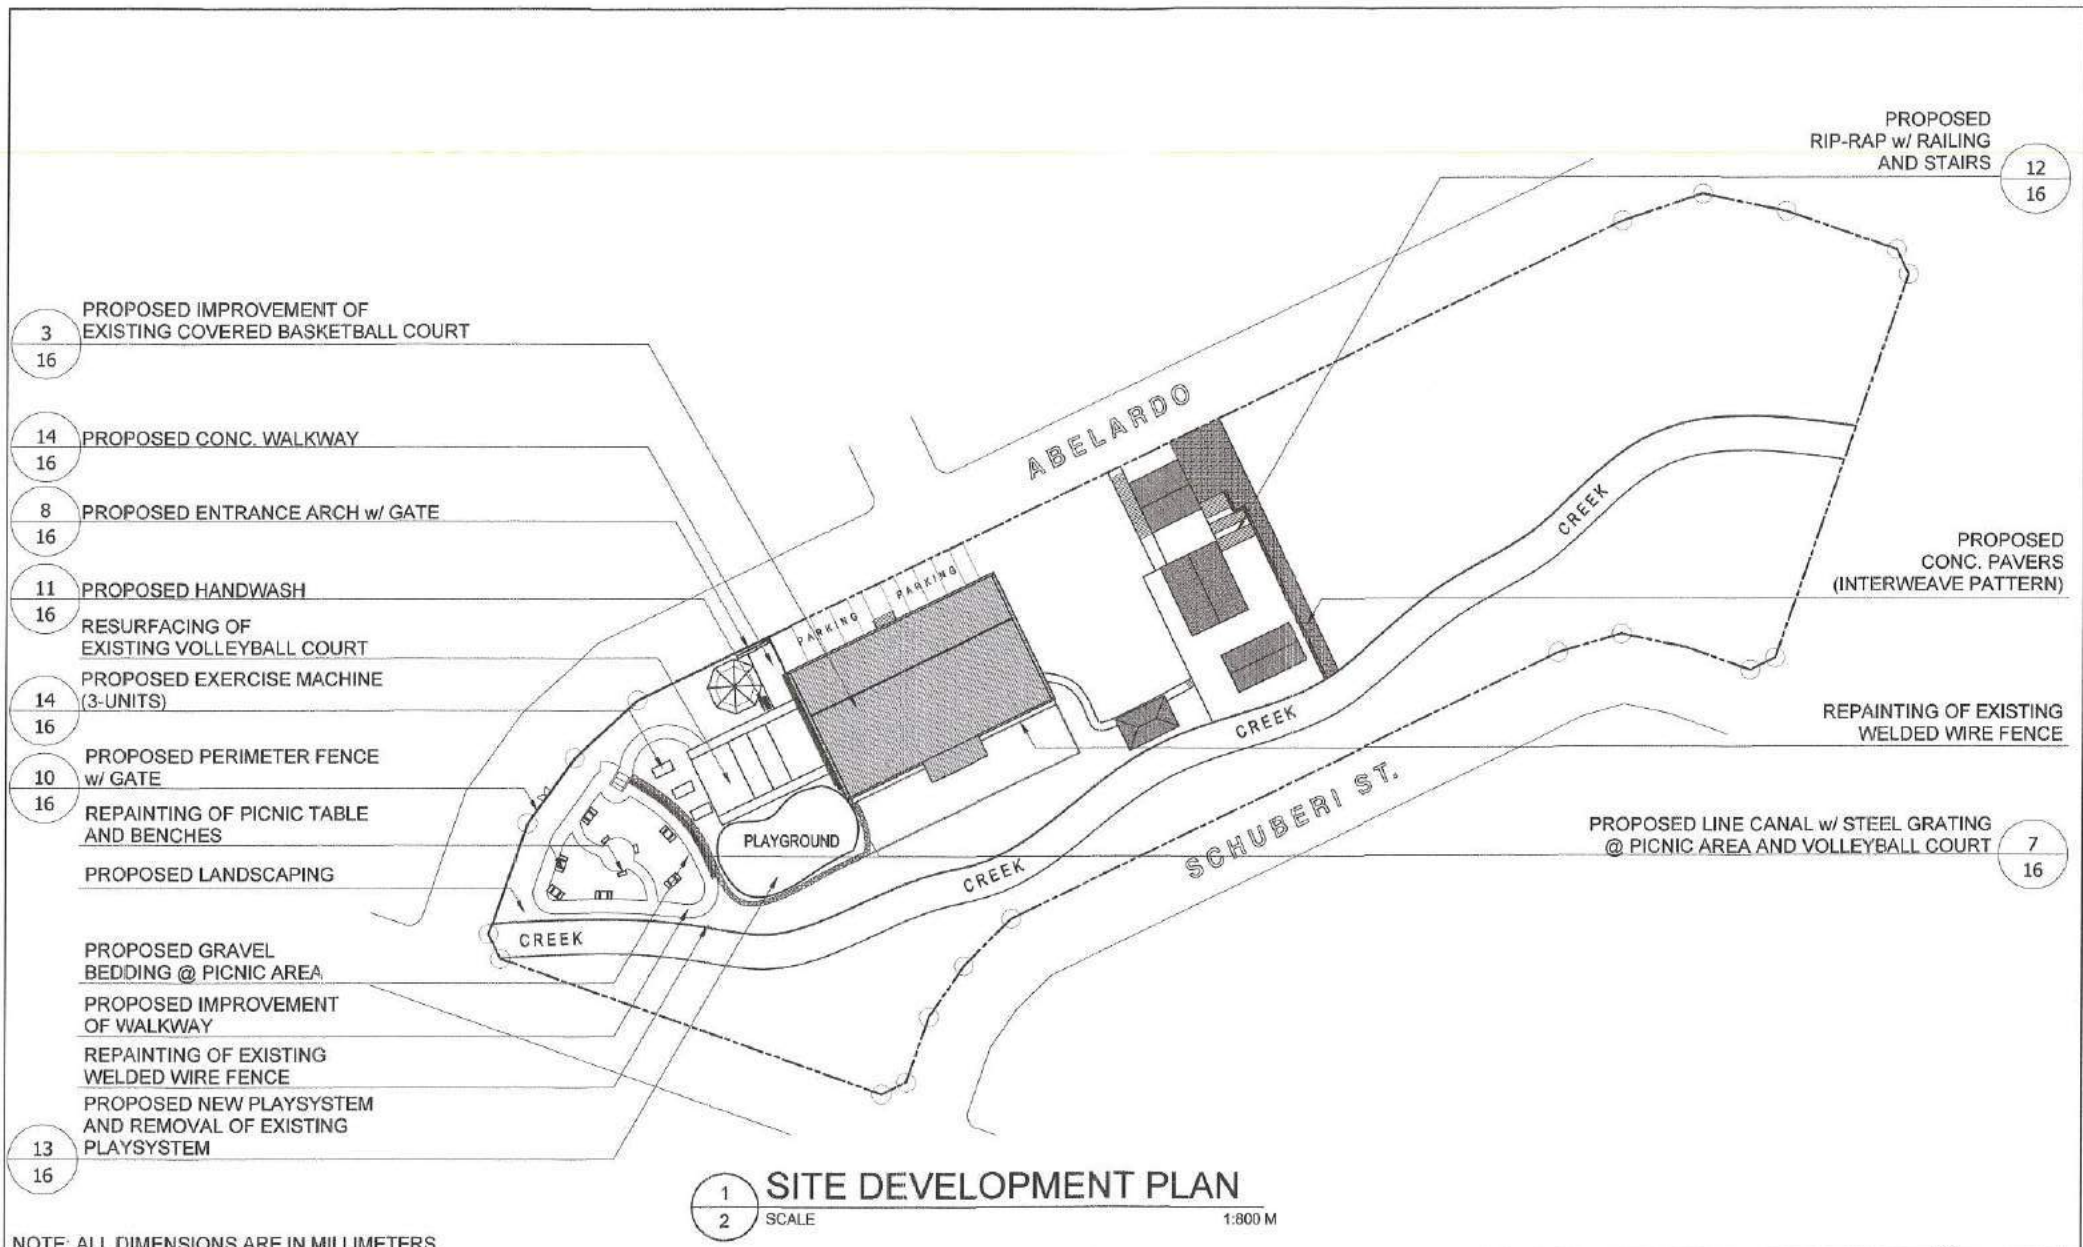 PROPOSED
RIP-RAP w/ RAILING
AND STAIRS
12
16
PROPOSED IMPROVEMENT OF
EXISTING COVERED BASKETBALL COURT
3
16
14
16
PROPOSED CONC. WALKWAY
8
16
PROPOSED ENTRANCE ARCH w/ GATE
11
16
PROPOSED HANDWASH
RESURFACING OF
EXISTING VOLLEYBALL COURT
PROPOSED EXERCISE MACHINE
(3-UNITS)
14
16
PROPOSED PERIMETER FENCE
w/ GATE
10
16
REPAINTING OF PICNIC TABLE
AND BENCHES
PROPOSED LANDSCAPING
PROPOSED GRAVEL
BEDDING @ PICNIC AREA
PROPOSED IMPROVEMENT
OF WALKWAY
REPAINTING OF EXISTING
WELDED WIRE FENCE
PROPOSED NEW PLAYSYSTEM
AND REMOVAL OF EXISTING
PLAYSYSTEM
13
16
ABELARDO
PARKING
PARKING
PLAYGROUND
CREEK
CREEK
CREEK
CREEK
SCHUBERI ST.
PROPOSED
CONC. PAVERS
(INTERWEAVE PATTERN)
REPAINTING OF EXISTING
WELDED WIRE FENCE
PROPOSED LINE CANAL w/ STEEL GRATING
@ PICNIC AREA AND VOLLEYBALL COURT
7
16
1
2
SITE DEVELOPMENT PLAN
SCALE 1:800 M
NOTE: ALL DIMENSIONS ARE IN MILLIMETERS